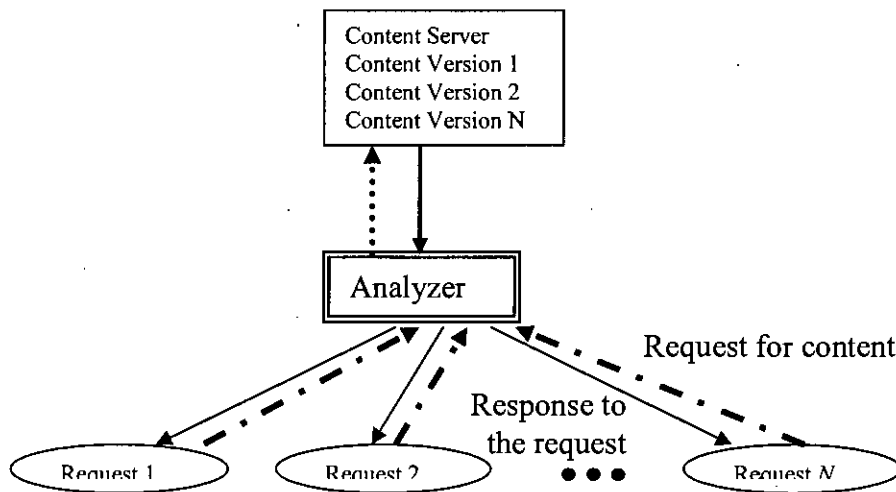 Content Server
Content Version 1
Content Version 2
Content Version N
Analyzer
Request for content
Response to
the request
Request 1
Request 2
Request N